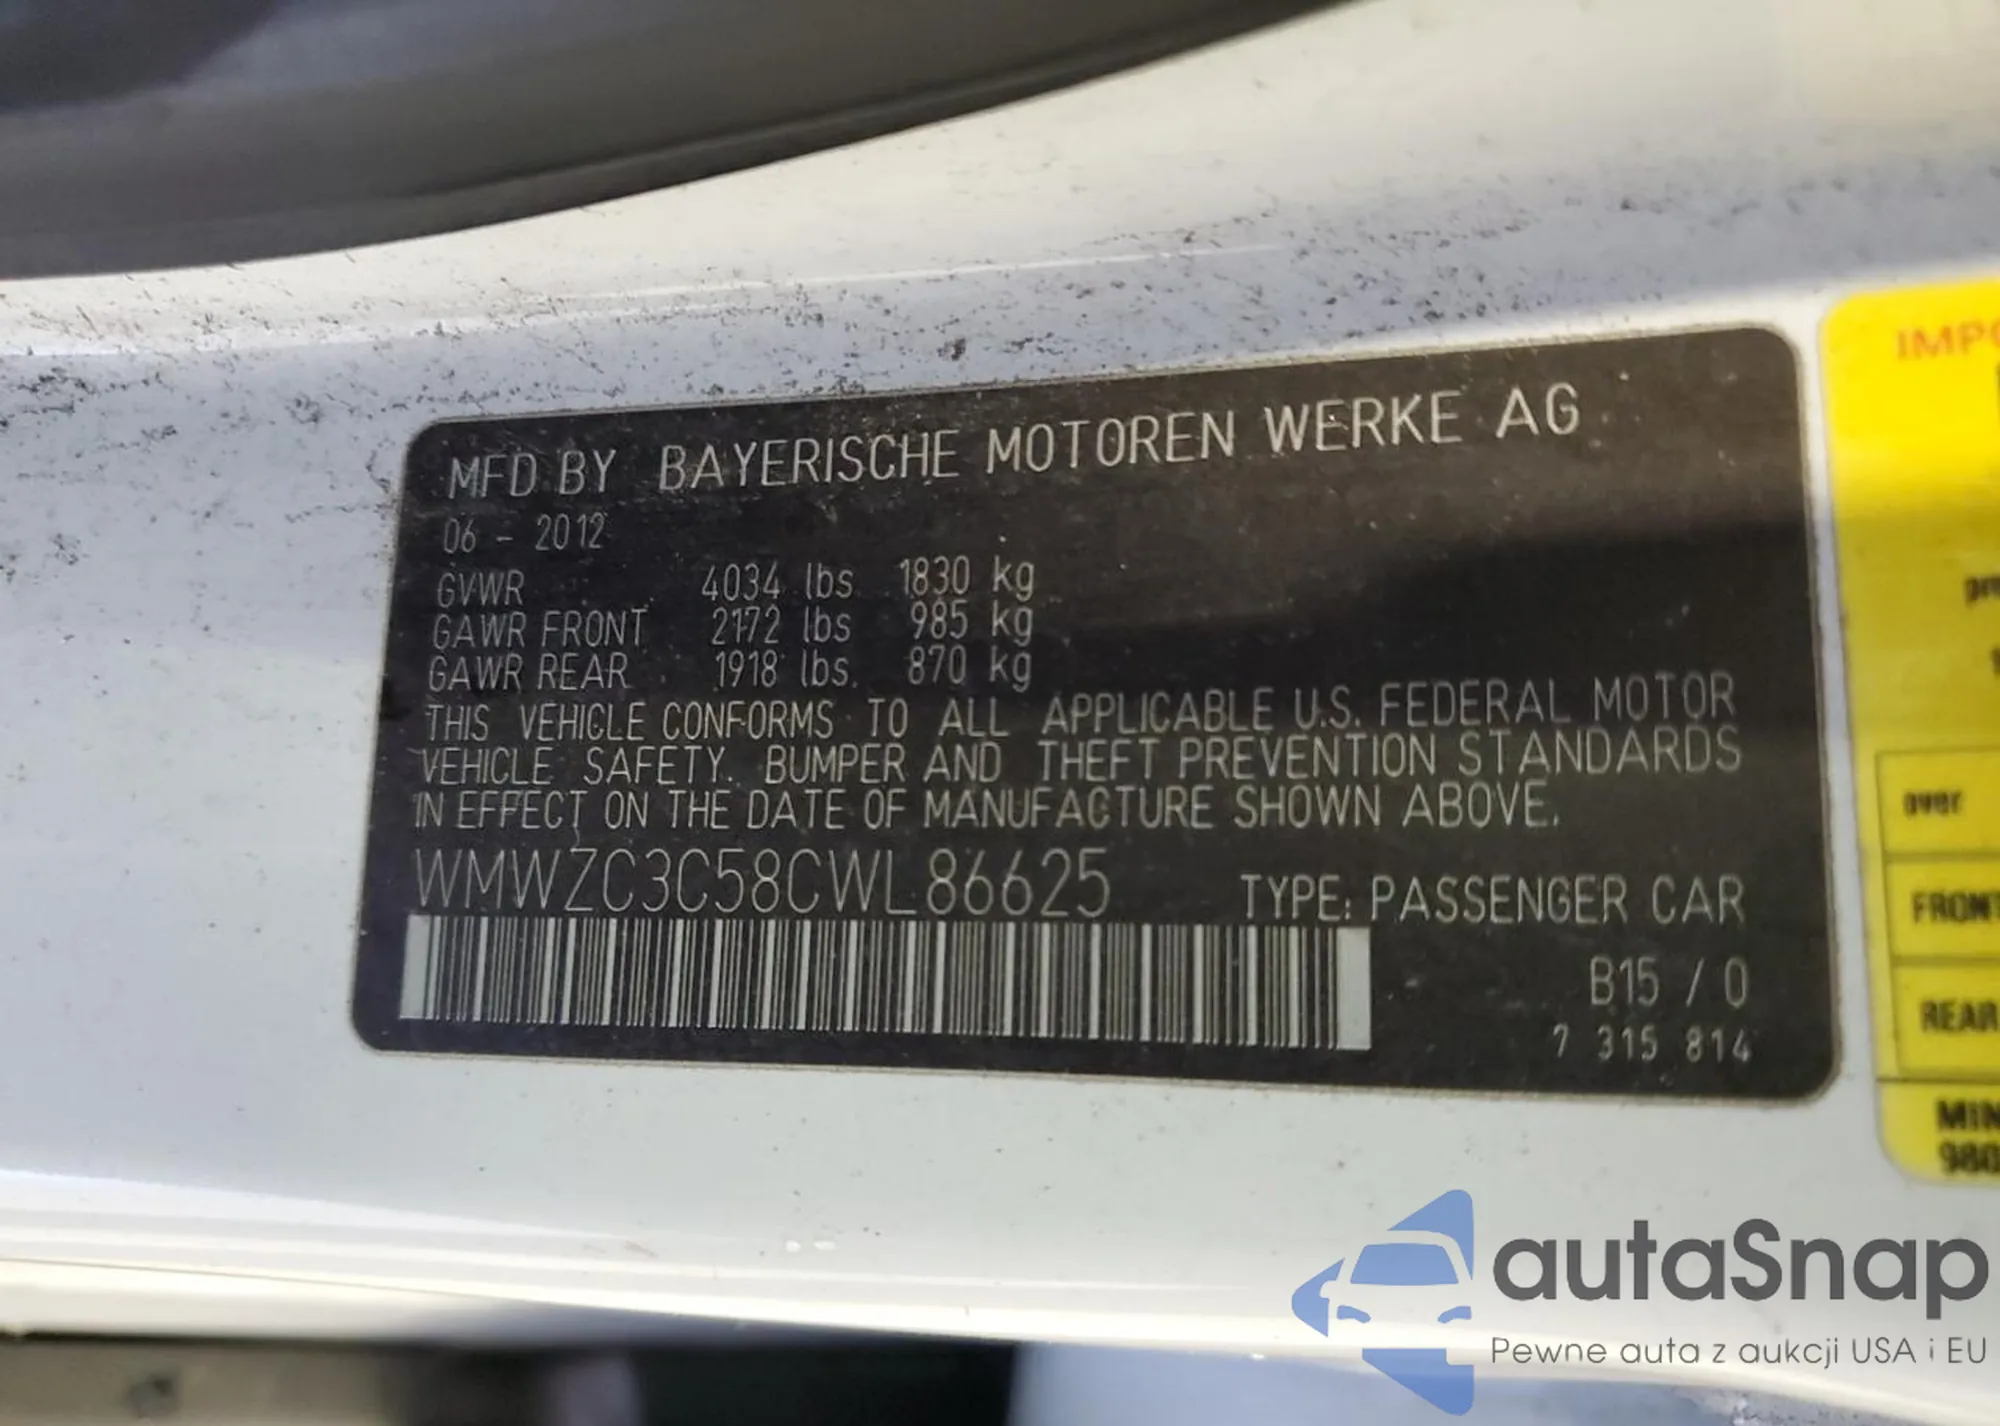 MFD BY BAYERISCHE MOTOREN WERKE AG
06 - 2012
GVWR 4034 lbs 1830 kg
GAWR FRONT 2172 lbs 985 kg
GAWR REAR 1918 lbs. 870 kg
THIS VEHICLE CONFORMS TO ALL APPLICABLE U.S. FEDERAL MOTOR
VEHICLE SAFETY. BUMPER AND THEFT PREVENTION STANDARDS
IN EFFECT ON THE DATE OF MANUFACTURE SHOWN ABOVE.
WMWZC3C58CWL86625 TYPE: PASSENGER CAR
B15 / 0
7 315 814
over
FRONT
REAR
MIN
980
autaSnap
Pewne auta z aukcji USA i EU